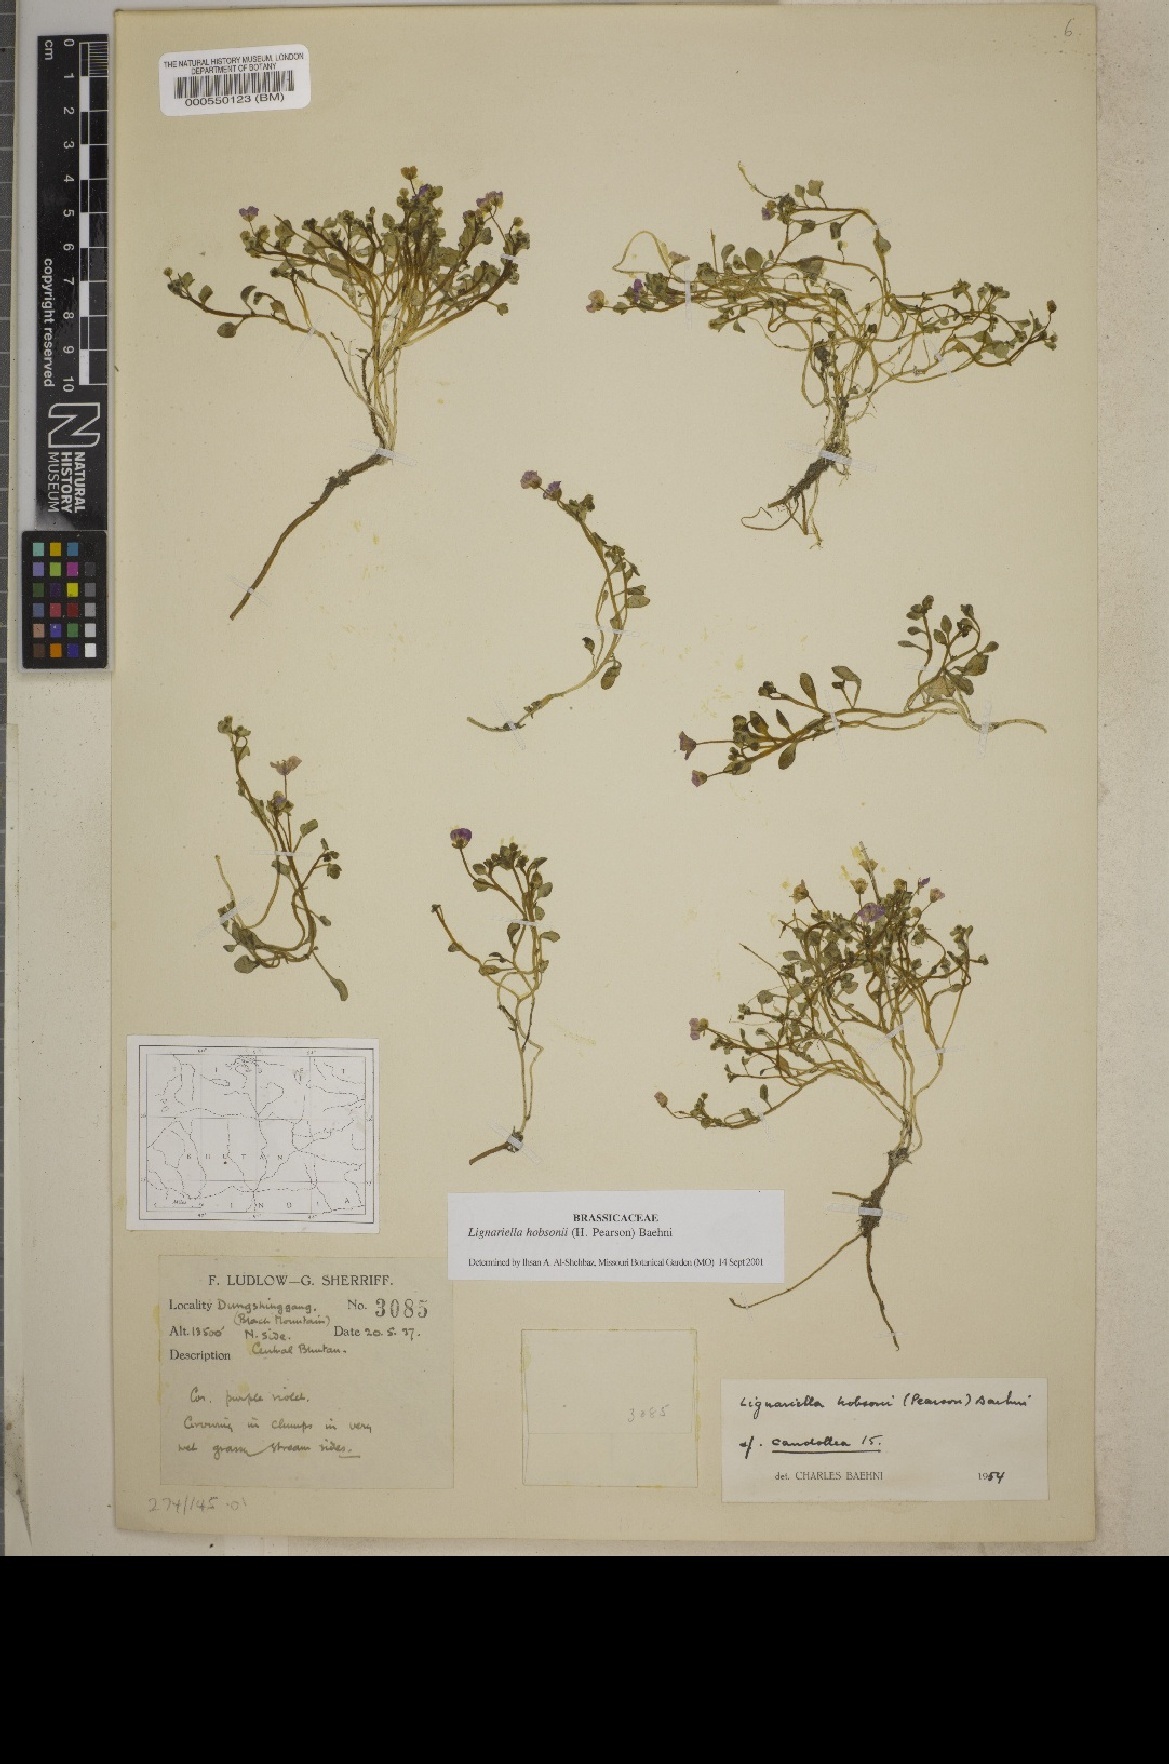 6
THE NATURAL HISTORY MUSEUM, LONDON
DEPARTMENT OF BOTANY
000550123 (BM)
cm
0
1
2
3
4
5
6
7
8
9
10
copyright reserved
NATURAL
HISTORY
MUSEUM
BHUTAN
INDIA
BRASSICACEAE
Lignariella hobsonii (H. Pearson) Baehni
Determined by Ihsan A. Al-Shehbaz, Missouri Botanical Garden (MO) 14 Sept 2001
F. LUDLOW–G. SHERRIFF.
Locality Dungshinggang. No. 3085
(Black Mountain)
Alt. 13500' N. side. Date 20. 5. 37.
Description Central Bhutan.
Cor. purple violet.
Growing in clumps in very
wet grassy stream sides.
274/145.01
3085
Lignariella hobsonii (Pearson) Baehni
cf. Candollea 15.
det. CHARLES BAEHNI 1954